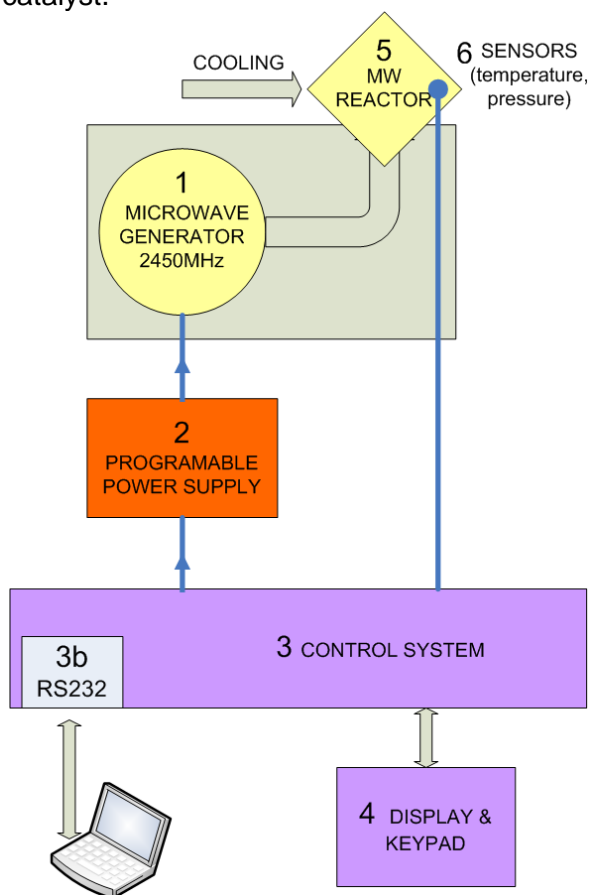 catalyst.
COOLING
5
MW
REACTOR
6 SENSORS
(temperature,
pressure)
1
MICROWAVE
GENERATOR
2450MHz
2
PROGRAMABLE
POWER SUPPLY
3 CONTROL SYSTEM
3b
RS232
4 DISPLAY &
KEYPAD